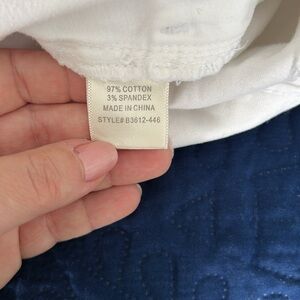 97% COTTON
3% SPANDEX
MADE IN CHINA
STYLE# B3612-446